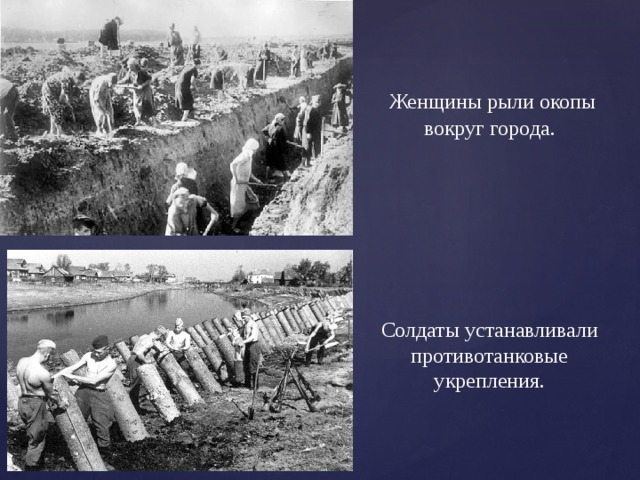 Женщины рыли окопы
вокруг города.
Солдаты устанавливали
противотанковые
укрепления.